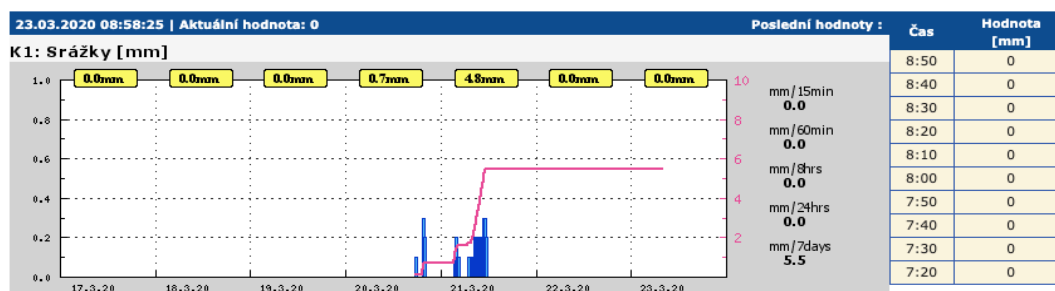 23.03.2020 08:58:25 | Aktuální hodnota: 0
Poslední hodnoty :
K1: Srážky [mm]
0.0mm 0.0mm 0.0mm 0.7mm 4.8mm 0.0mm 0.0mm
1.0
0.8
0.6
0.4
0.2
0.0
10
8
6
4
2
17.3.20 18.3.20 19.3.20 20.3.20 21.3.20 22.3.20 23.3.20
mm/15min
0.0
mm/60min
0.0
mm/8hrs
0.0
mm/24hrs
0.0
mm/7days
5.5
Čas Hodnota [mm]
8:50 0
8:40 0
8:30 0
8:20 0
8:10 0
8:00 0
7:50 0
7:40 0
7:30 0
7:20 0